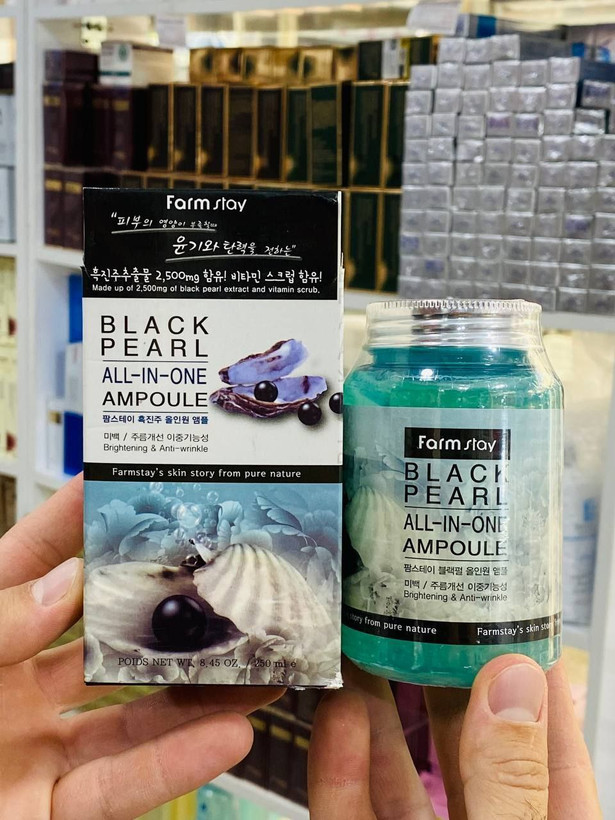 Farmstay
"피부의 영양이 부족할때
윤기와 탄력을 전하는"
흑진주추출물 2,500mg 함유! 비타민 스크럽 함유!
Made up of 2,500mg of black pearl extract and vitamin scrub.
BLACK
PEARL
ALL-IN-ONE
AMPOULE
팜스테이 흑진주 올인원 앰플
미백 / 주름개선 이중기능성
Brightening & Anti-wrinkle
Farmstay's skin story from pure nature
POIDS NET WT. 8.45 OZ. / 250 ml e
Farmstay
BLACK
PEARL
ALL-IN-ONE
AMPOULE
팜스테이 블랙펄 올인원 앰플
미백 / 주름개선 이중기능성
Brightening & Anti-wrinkle
story from pure nature Farmstay's skin story